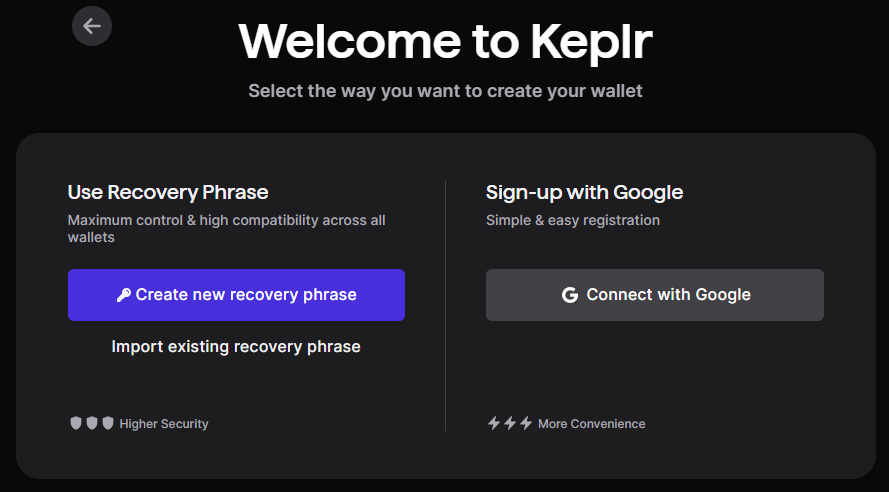 Welcome to Keplr
Select the way you want to create your wallet
Use Recovery Phrase
Maximum control & high compatibility across all
wallets
Create new recovery phrase
Import existing recovery phrase
Higher Security
Sign-up with Google
Simple & easy registration
Connect with Google
More Convenience